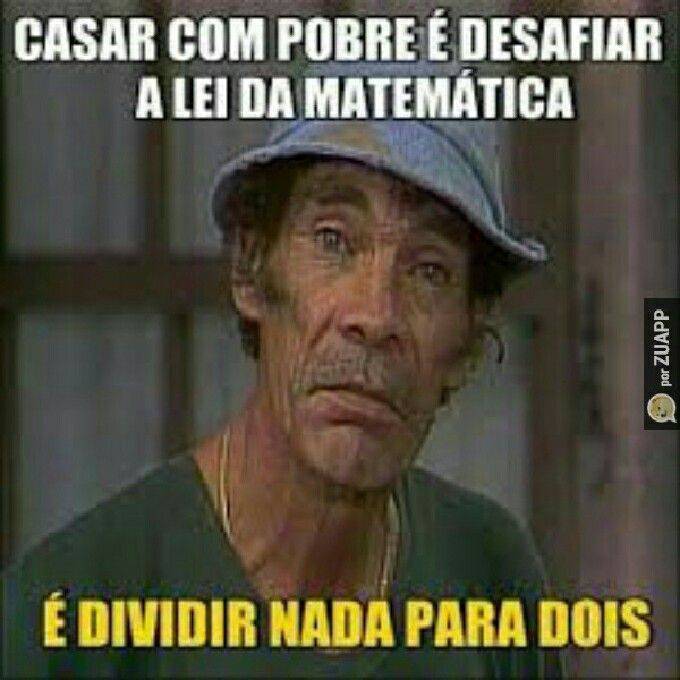 CASAR COM POBRE É DESAFIAR
A LEI DA MATEMÁTICA
por ZUAPP
É DIVIDIR NADA PARA DOIS